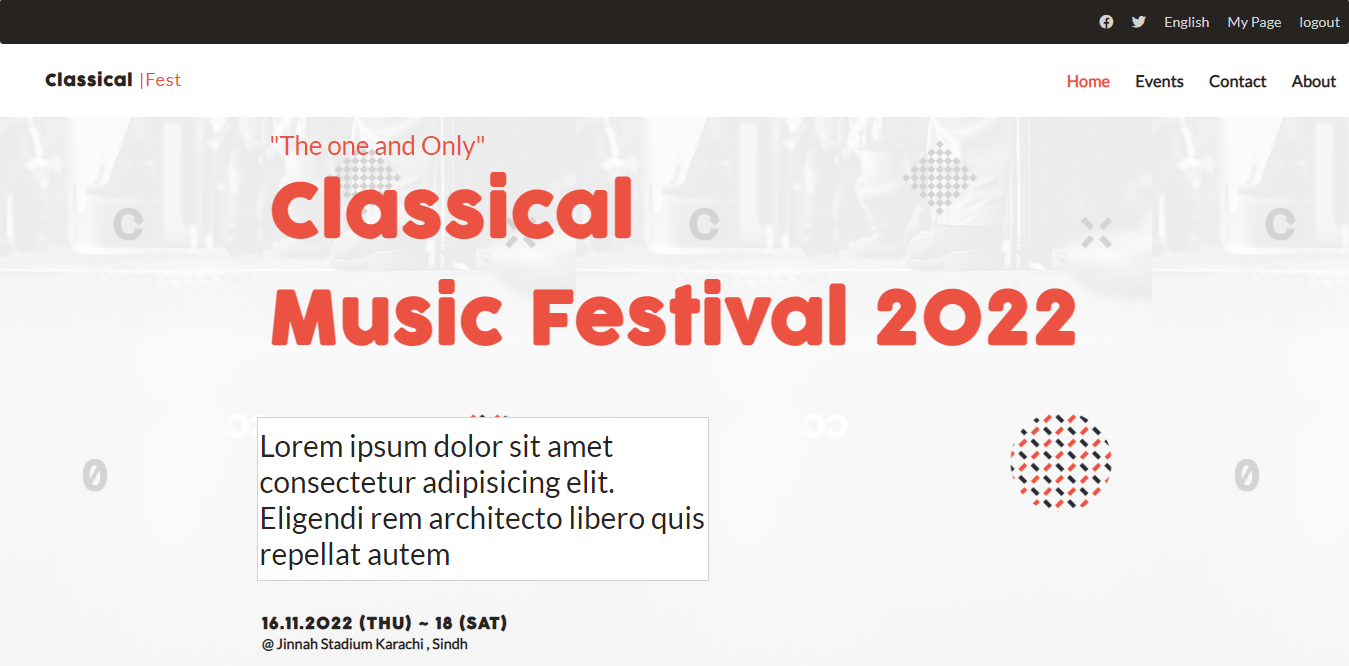 English My Page logout
Classical |Fest
Home Events Contact About
"The one and Only"
Classical
Music Festival 2022
Lorem ipsum dolor sit amet
consectetur adipisicing elit.
Eligendi rem architecto libero quis
repellat autem
16.11.2022 (THU) ~ 18 (SAT)
@ Jinnah Stadium Karachi , Sindh